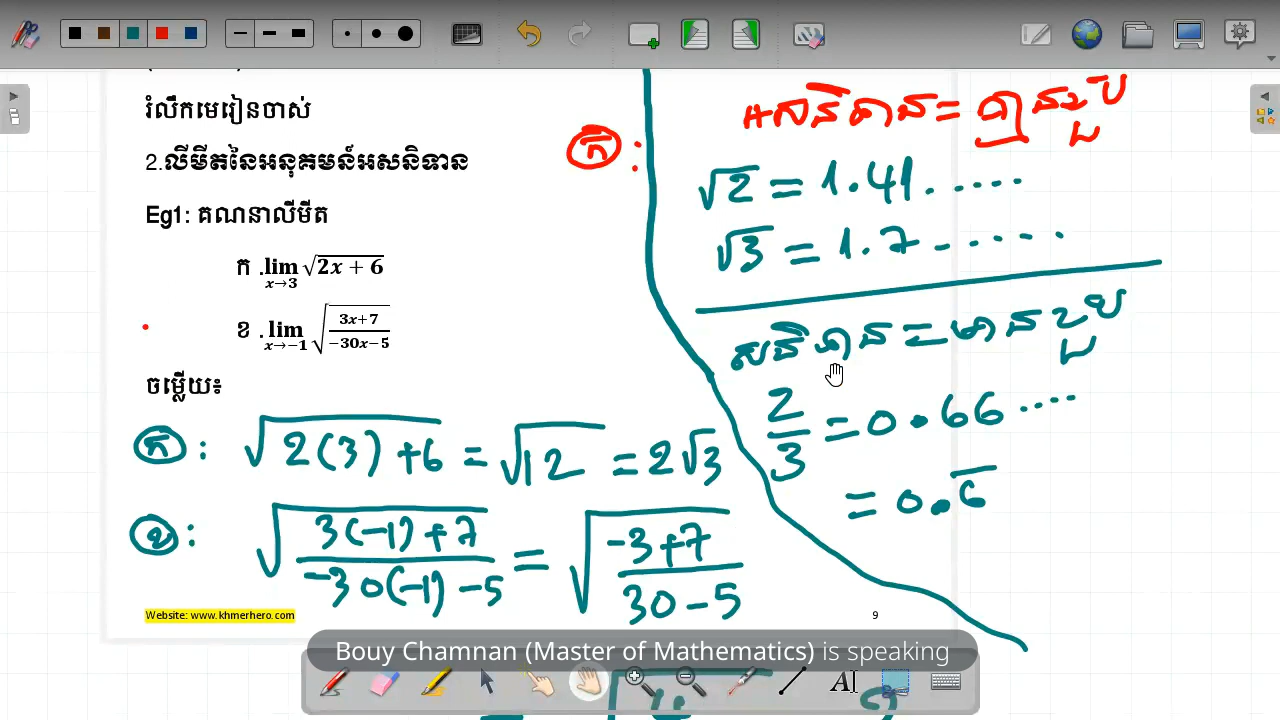 រំលឹកមេរៀនចាស់
2.លីមីតនៃអនុគមន៍អសនិទាន
Eg1: គណនាលីមីត
ក .lim x→3 √(2x + 6)
ខ .lim x→−1 √((3x+7)/(−30x−5))
ចម្លើយ៖
ក : √(2(3)+6) = √12 = 2√3
ខ : √((3(-1)+7)/(-30(-1)-5)) = √((-3+7)/(30-5))
ក :
អសនិទាន = គ្មានខួប
√2 = 1.41......
√3 = 1.7......
សនិទាន = មានខួប
2/3 = 0.66....
= 0.6̅
Website: www.khmerhero.com
9
Bouy Chamnan (Master of Mathematics) is speaking
A